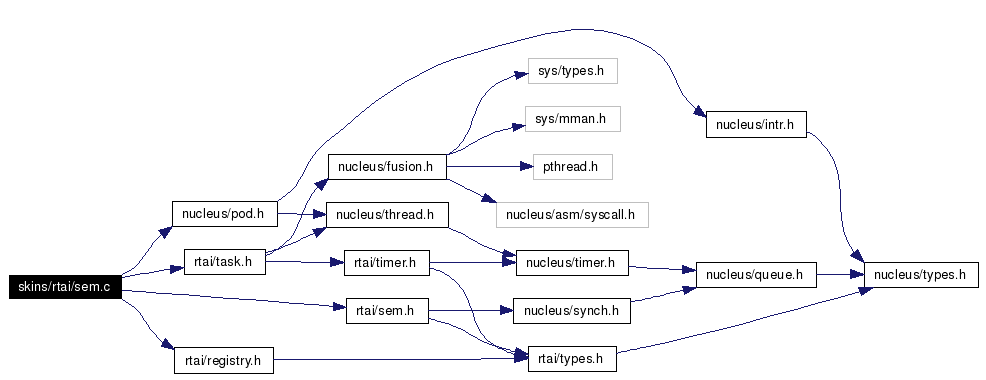 sys/types.h
sys/mman.h
nucleus/intr.h
nucleus/fusion.h
pthread.h
nucleus/pod.h
nucleus/thread.h
nucleus/asm/syscall.h
rtai/task.h
rtai/timer.h
nucleus/timer.h
nucleus/queue.h
nucleus/types.h
skins/rtai/sem.c
rtai/sem.h
nucleus/synch.h
rtai/registry.h
rtai/types.h